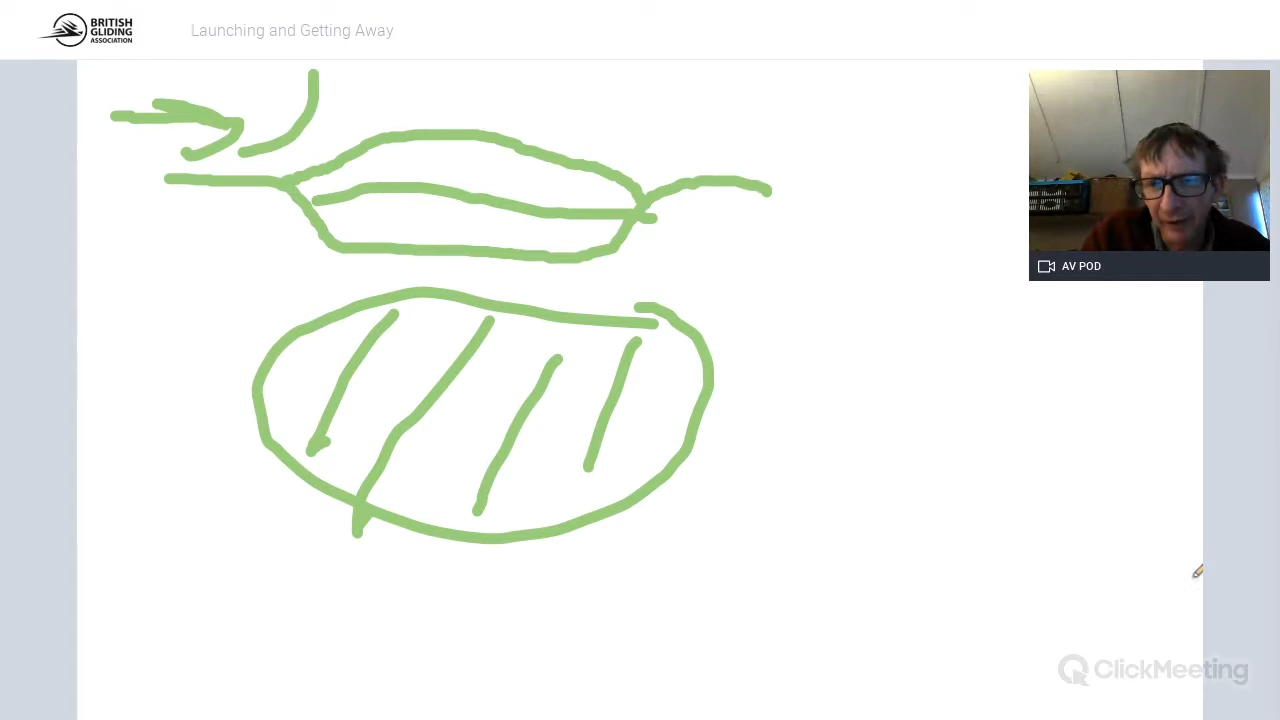 BRITISH
GLIDING
ASSOCIATION
Launching and Getting Away
AV POD
ClickMeeting